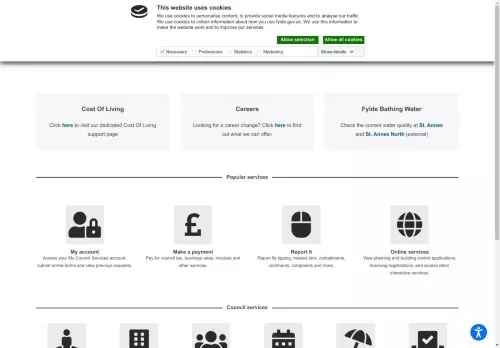 This website uses cookies
We use cookies to personalise content, to provide social media features and to analyse our traffic.
We use cookies to collect information about how you use fylde.gov.uk. We use this information to
make the website work and to improve our services
Allow selection
Allow all cookies
Necessary
Preferences
Statistics
Marketing
Show details
Cost Of Living
Click here to visit our dedicated Cost Of Living
support page
Careers
Looking for a career change? Click here to find
out what we can offer.
Fylde Bathing Water
Check the current water quality at St. Annes
and St. Annes North (external)
Popular services
My account
Access your My Council Services account,
submit online forms and view previous requests.
Make a payment
Pay for council tax, business rates, invoices and
other services.
Report it
Report fly tipping, missed bins, compliments,
comments, complaints and more.
Online services
View planning and building control applications,
licensing registrations, and access other
interactive services.
Council services